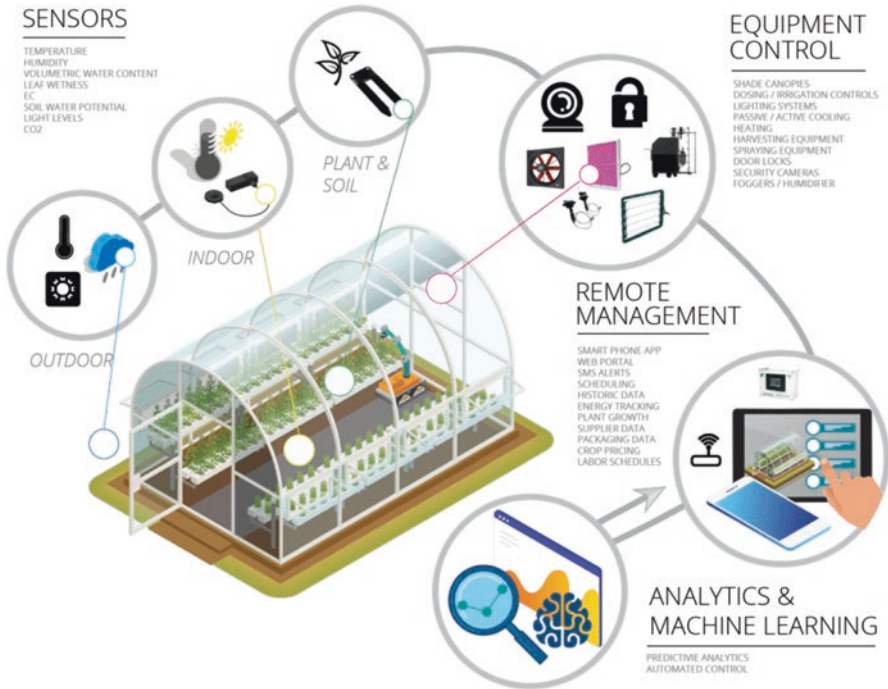 SENSORS
TEMPERATURE
HUMIDITY
VOLUMETRIC WATER CONTENT
LEAF WETNESS
EC
SOIL WATER POTENTIAL
LIGHT LEVELS
CO2
OUTDOOR
INDOOR
PLANT &
SOIL
EQUIPMENT
CONTROL
SHADE CANOPIES
DOSING / IRRIGATION CONTROLS
LIGHTING SYSTEMS
PASSIVE / ACTIVE COOLING
HEATING
HARVESTING EQUIPMENT
SPRAYING EQUIPMENT
DOOR LOCKS
SECURITY CAMERAS
FOGGERS / HUMIDIFIER
REMOTE
MANAGEMENT
SMART PHONE APP
WEB PORTAL
SMS ALERTS
SCHEDULING
HISTORIC DATA
ENERGY TRACKING
PLANT GROWTH
SUPPLIER DATA
PACKAGING DATA
CROP PRICING
LABOR SCHEDULES
ANALYTICS &
MACHINE LEARNING
PREDICTIVIE ANALYTICS
AUTOMATED CONTROL